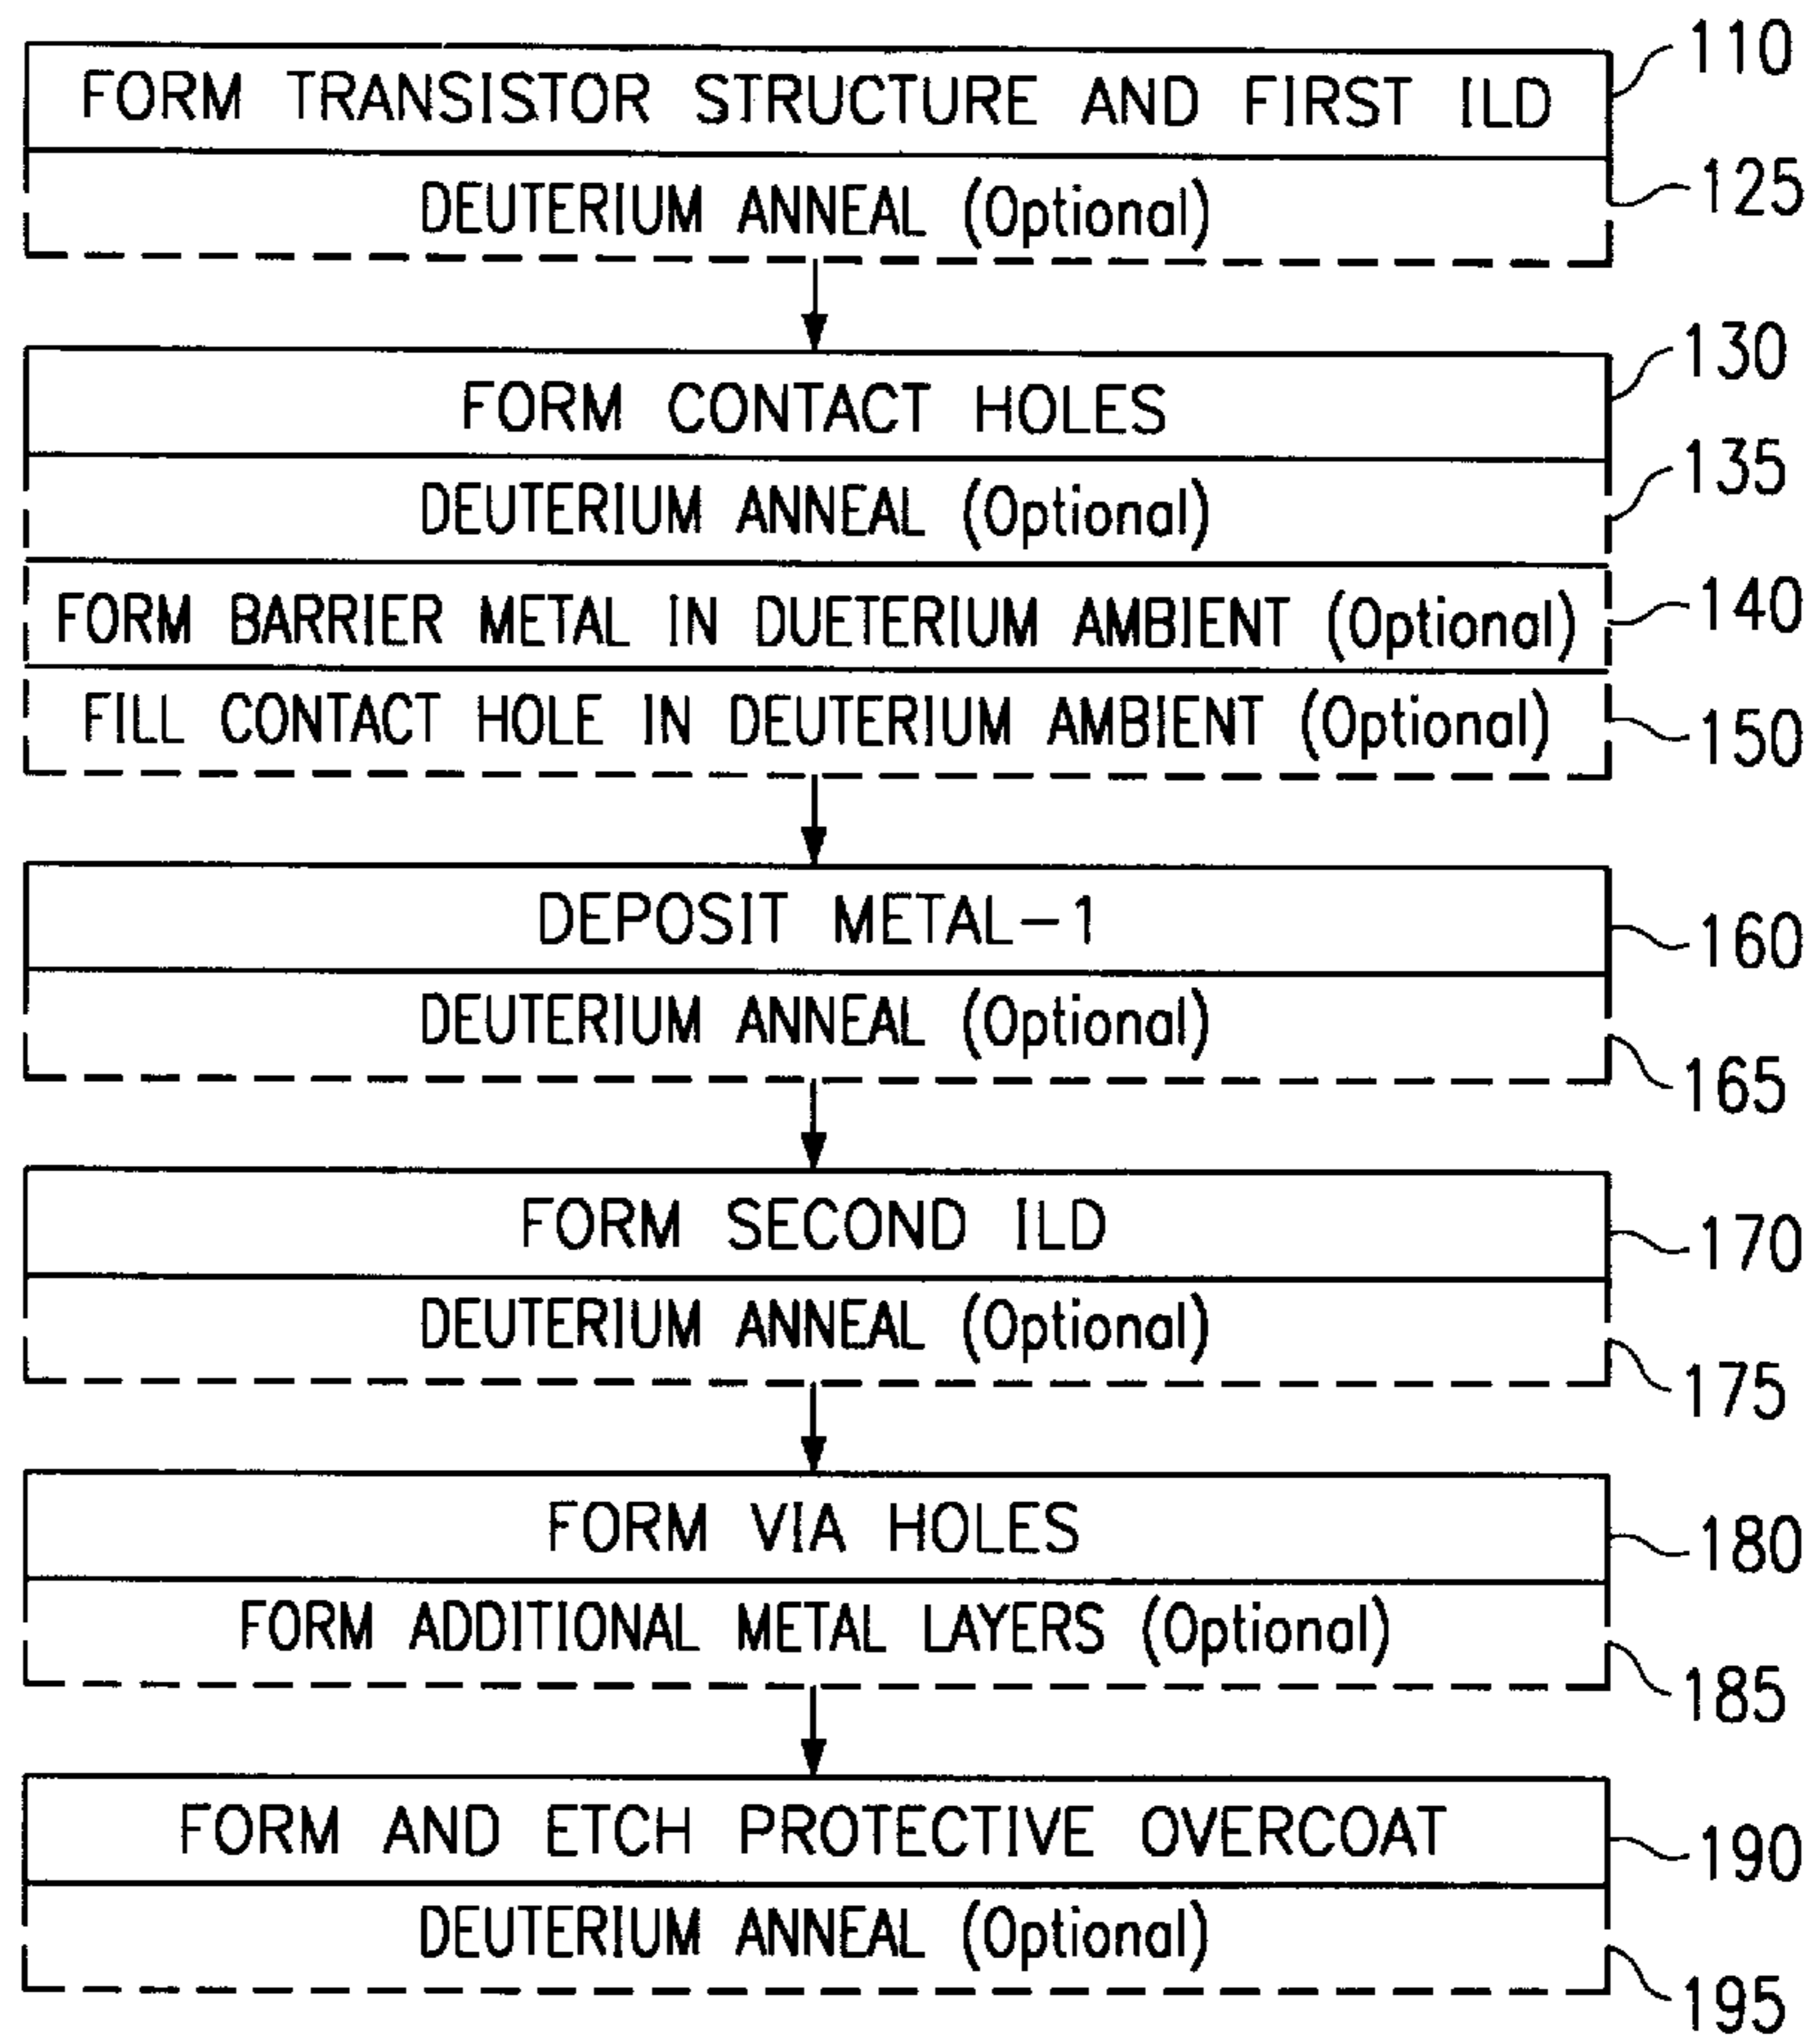 FORM TRANSISTOR STRUCTURE AND FIRST ILD
110
DEUTERIUM ANNEAL (Optional)
125
FORM CONTACT HOLES
130
DEUTERIUM ANNEAL (Optional)
135
FORM BARRIER METAL IN DUETERIUM AMBIENT (Optional)
140
FILL CONTACT HOLE IN DEUTERIUM AMBIENT (Optional)
150
DEPOSIT METAL-1
160
DEUTERIUM ANNEAL (Optional)
165
FORM SECOND ILD
170
DEUTERIUM ANNEAL (Optional)
175
FORM VIA HOLES
180
FORM ADDITIONAL METAL LAYERS (Optional)
185
FORM AND ETCH PROTECTIVE OVERCOAT
190
DEUTERIUM ANNEAL (Optional)
195